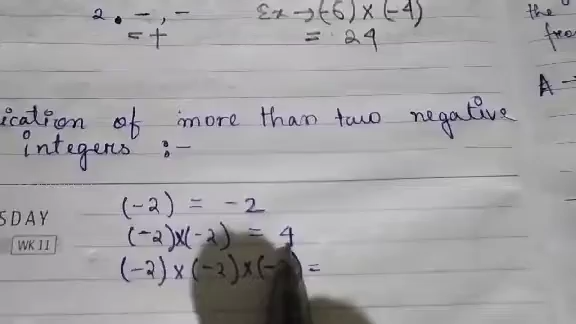 2. -, -
= +
Ex → (-6) × (-4)
= 24
the
A →
ication of more than two negative
integers :-
SDAY
WK 11
(-2) = -2
(-2)×(-2) = 4
(-2) × (-2) × (-2) =